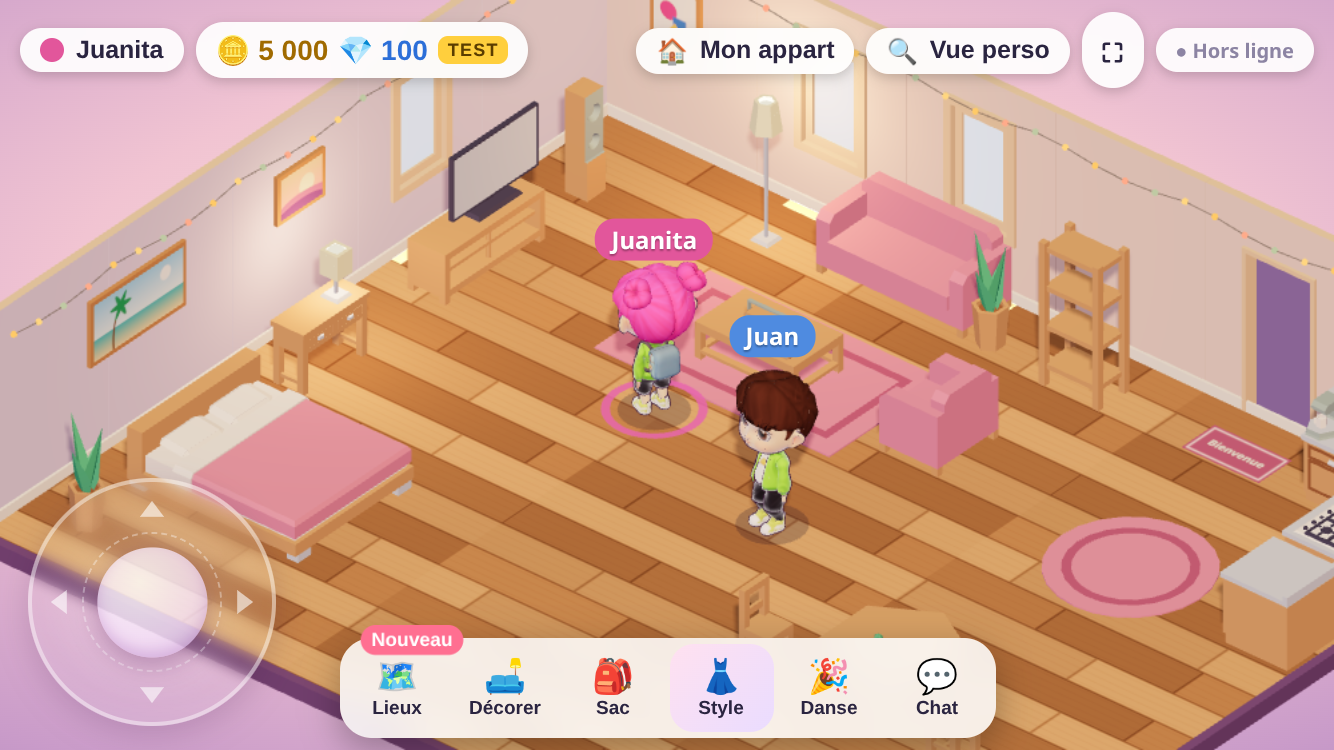 Juanita
5 000
100
TEST
Mon appart
Vue perso
Hors ligne
Juanita
Juan
Bienvenue
Nouveau
Lieux
Décorer
Sac
Style
Danse
Chat